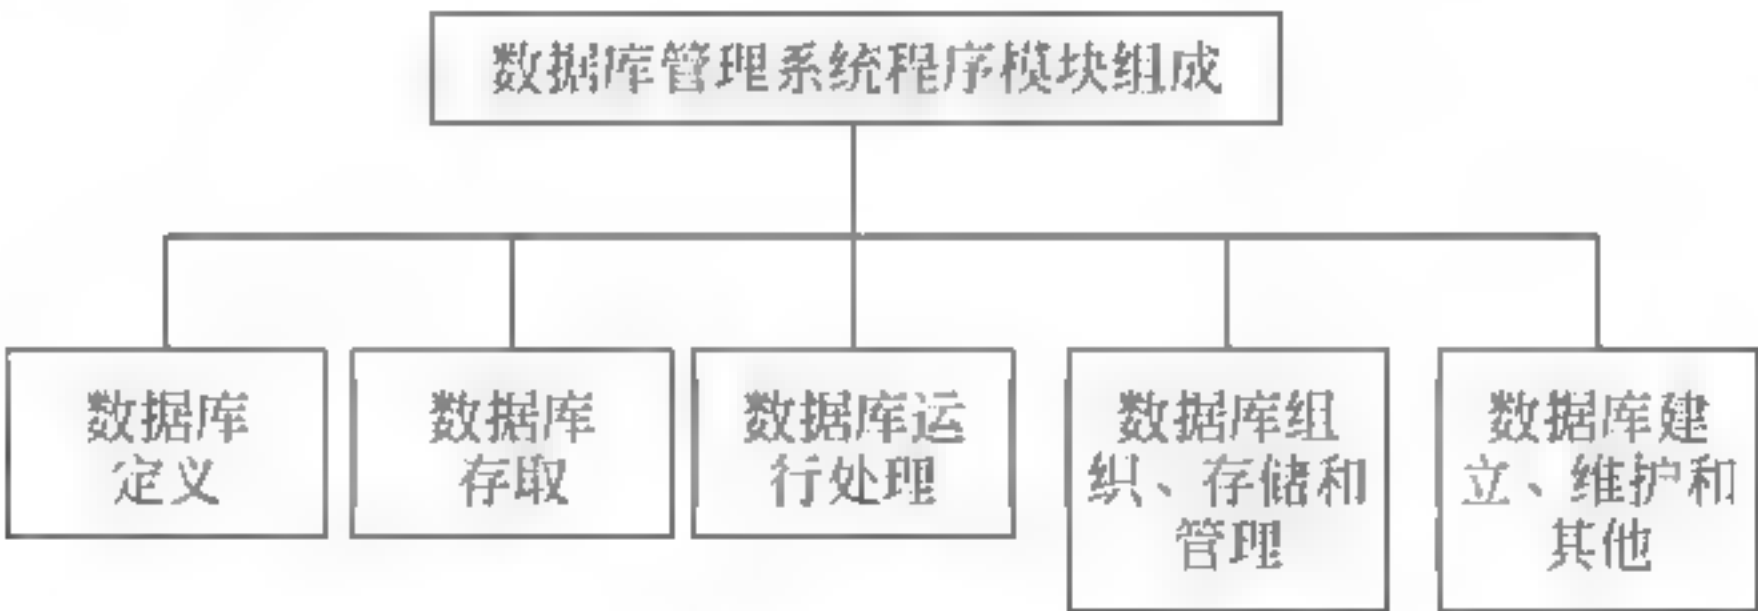 数据库管理系统程序模块组成
数据库
定义
数据库
存取
数据库运
行处理
数据库组
织、存储和
管理
数据库建
立、维护和
其他